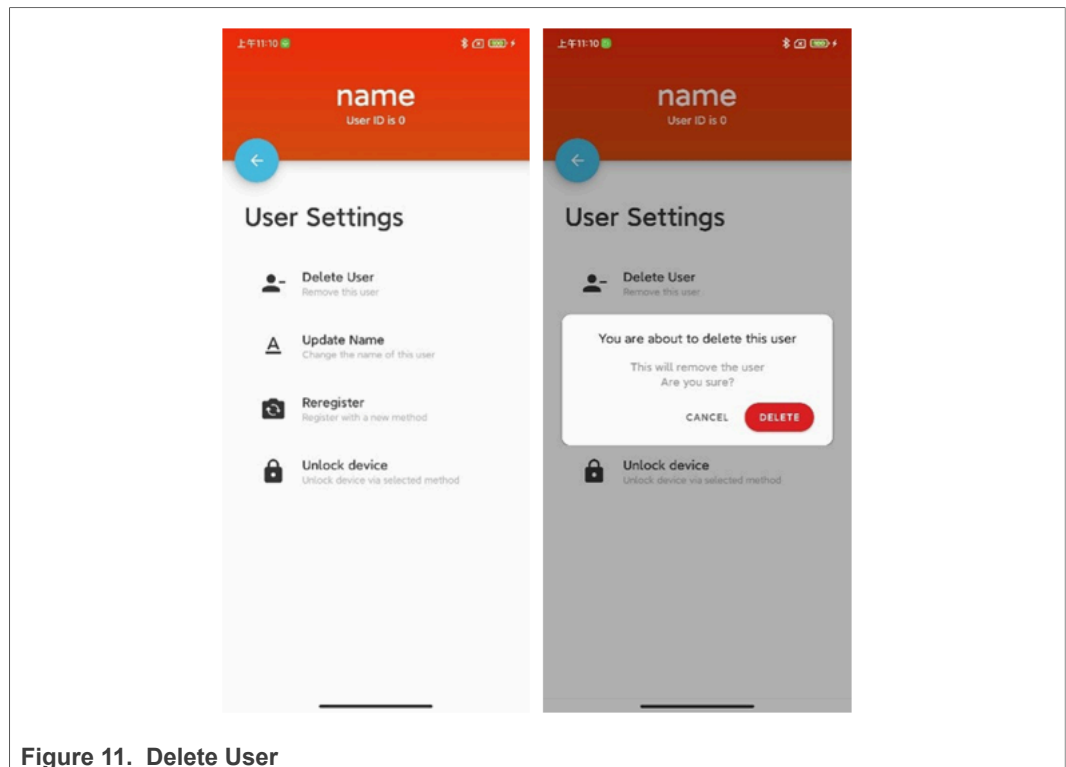 上午11:10
name
User ID is 0
User Settings
Delete User
Remove this user
Update Name
Change the name of this user
Reregister
Register with a new method
Unlock device
Unlock device via selected method
上午11:10
name
User ID is 0
User Settings
Delete User
Remove this user
You are about to delete this user
This will remove the user
Are you sure?
CANCEL DELETE
Unlock device
Unlock device via selected method
Figure 11. Delete User